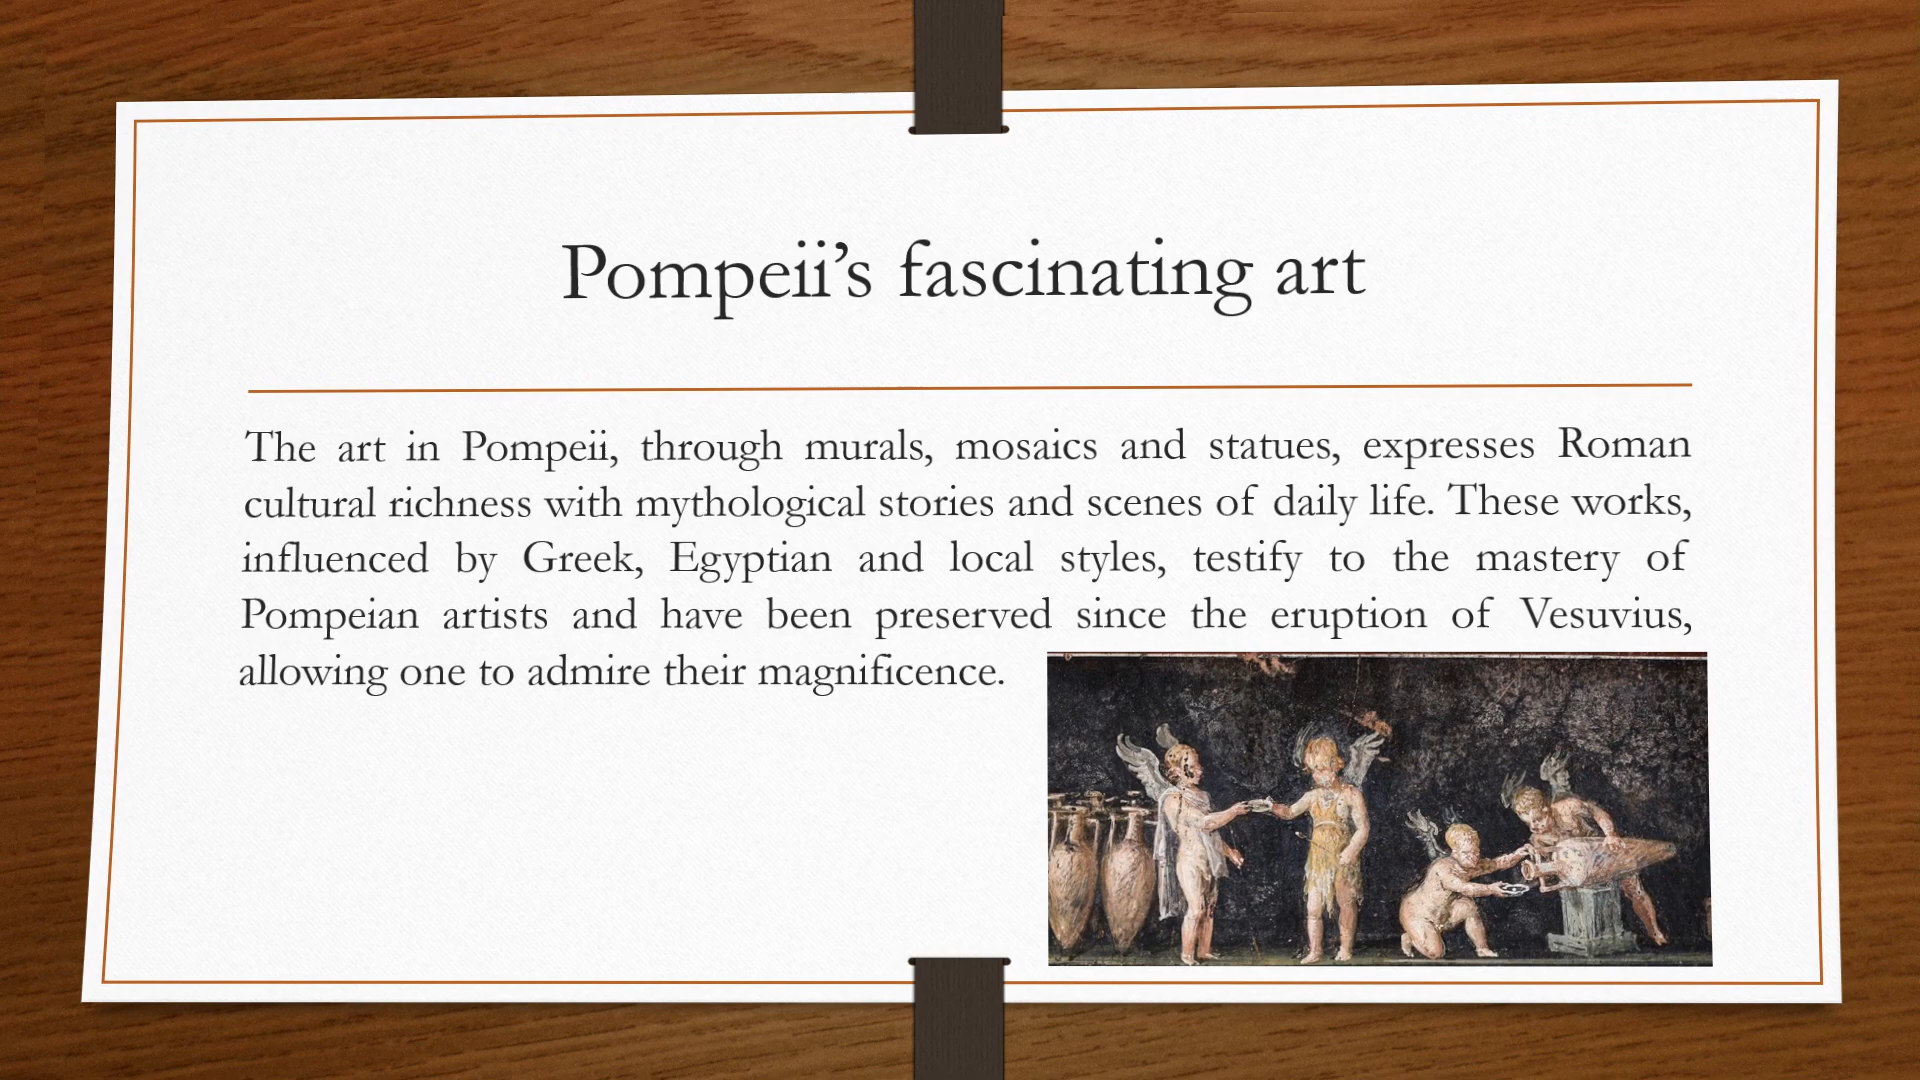 Pompeii’s fascinating art
The art in Pompeii, through murals, mosaics and statues, expresses Roman
cultural richness with mythological stories and scenes of daily life. These works,
influenced by Greek, Egyptian and local styles, testify to the mastery of
Pompeian artists and have been preserved since the eruption of Vesuvius,
allowing one to admire their magnificence.